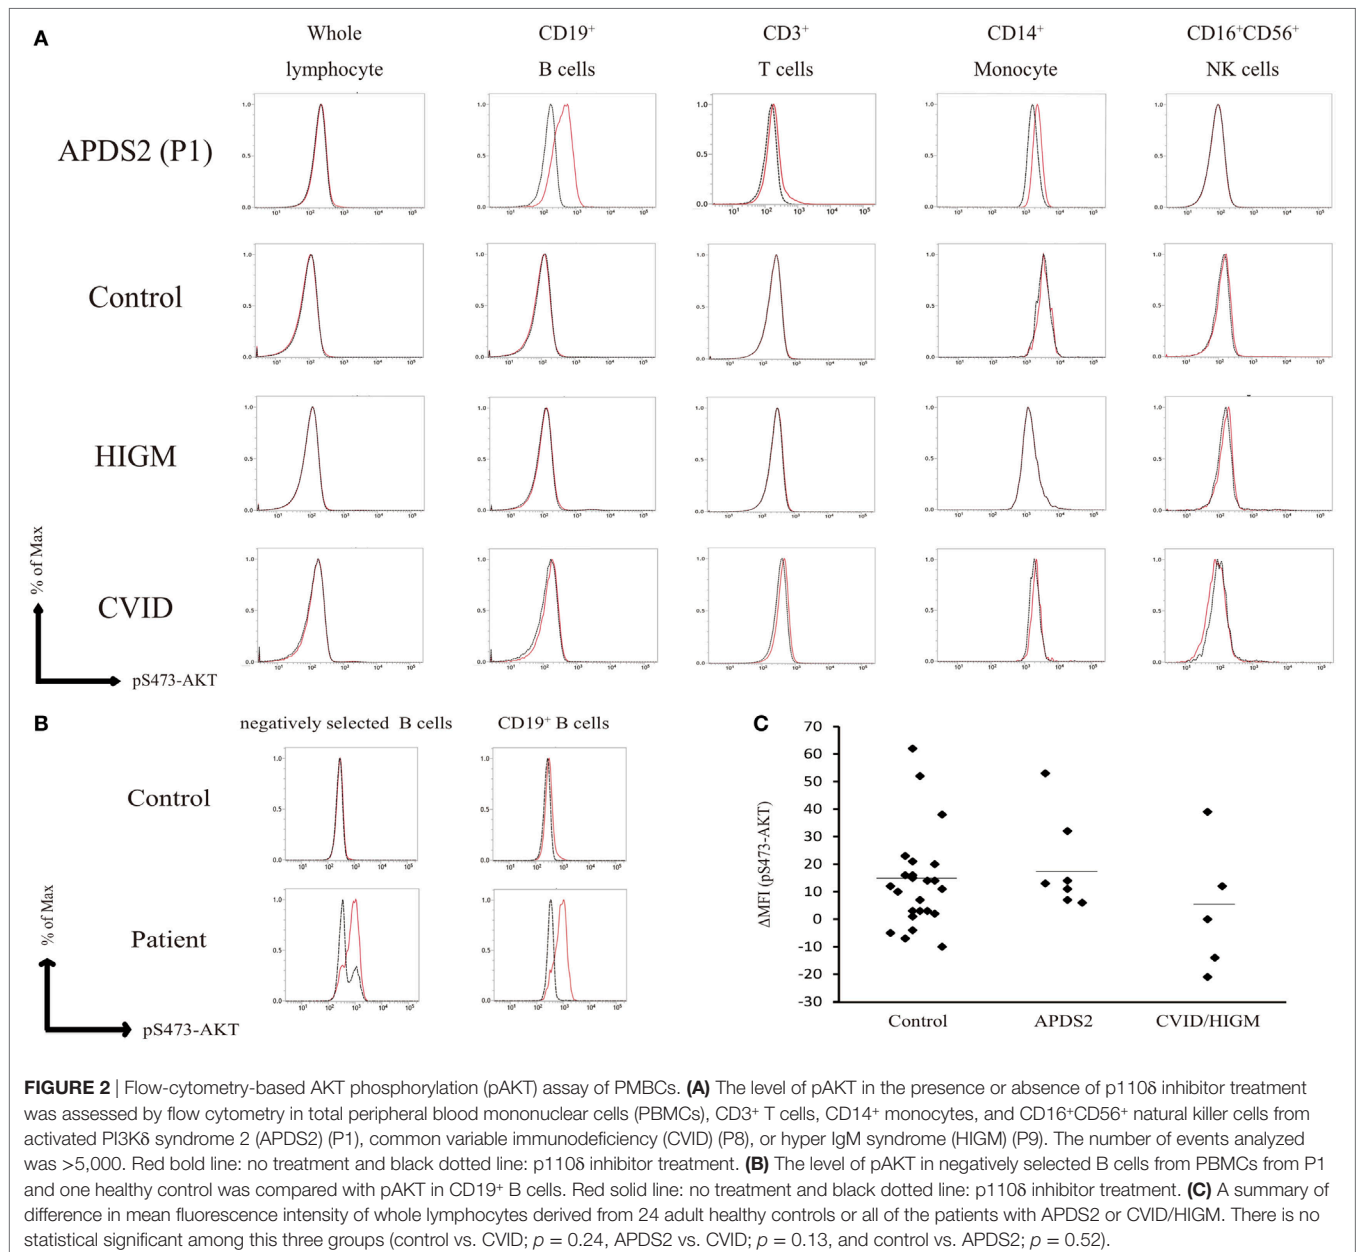 A
Whole
lymphocyte
CD19⁺
B cells
CD3⁺
T cells
CD14⁺
Monocyte
CD16⁺CD56⁺
NK cells
APDS2 (P1)
Control
HIGM
CVID
% of Max
pS473-AKT
B
negatively selected B cells
CD19⁺ B cells
Control
Patient
% of Max
pS473-AKT
C
ΔMFI (pS473-AKT)
70
60
50
40
30
20
10
0
-10
-20
-30
Control
APDS2
CVID/HIGM
FIGURE 2 | Flow-cytometry-based AKT phosphorylation (pAKT) assay of PMBCs. (A) The level of pAKT in the presence or absence of p110δ inhibitor treatment
was assessed by flow cytometry in total peripheral blood mononuclear cells (PBMCs), CD3⁺ T cells, CD14⁺ monocytes, and CD16⁺CD56⁺ natural killer cells from
activated PI3Kδ syndrome 2 (APDS2) (P1), common variable immunodeficiency (CVID) (P8), or hyper IgM syndrome (HIGM) (P9). The number of events analyzed
was >5,000. Red bold line: no treatment and black dotted line: p110δ inhibitor treatment. (B) The level of pAKT in negatively selected B cells from PBMCs from P1
and one healthy control was compared with pAKT in CD19⁺ B cells. Red solid line: no treatment and black dotted line: p110δ inhibitor treatment. (C) A summary of
difference in mean fluorescence intensity of whole lymphocytes derived from 24 adult healthy controls or all of the patients with APDS2 or CVID/HIGM. There is no
statistical significant among this three groups (control vs. CVID; p = 0.24, APDS2 vs. CVID; p = 0.13, and control vs. APDS2; p = 0.52).